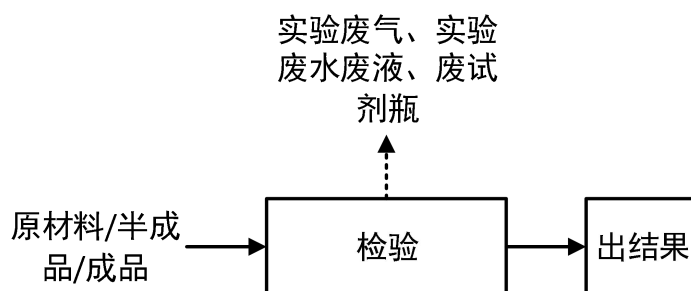 实验废气、实验
废水废液、废试
剂瓶
原材料/半成
品/成品
检验
出结果